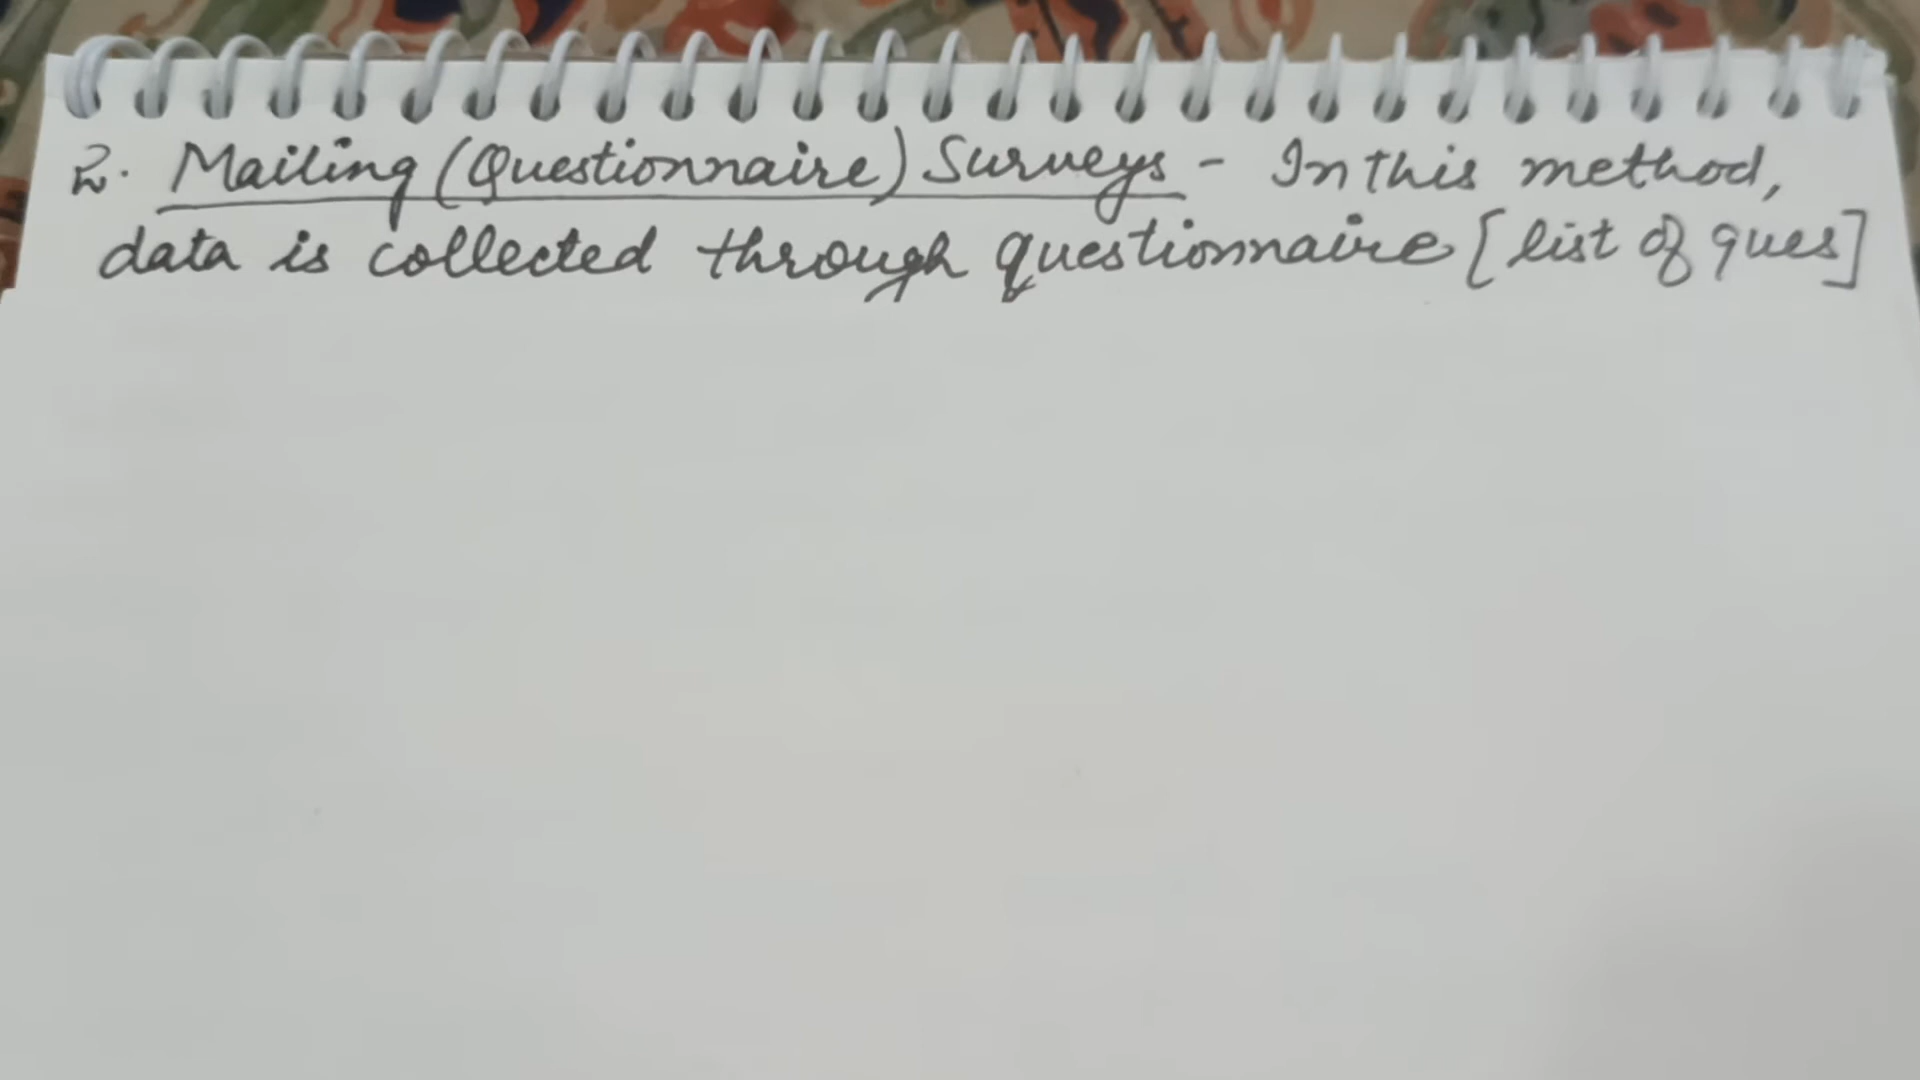 2. Mailing (Questionnaire) Surveys - In this method,
data is collected through questionnaire [list of ques]